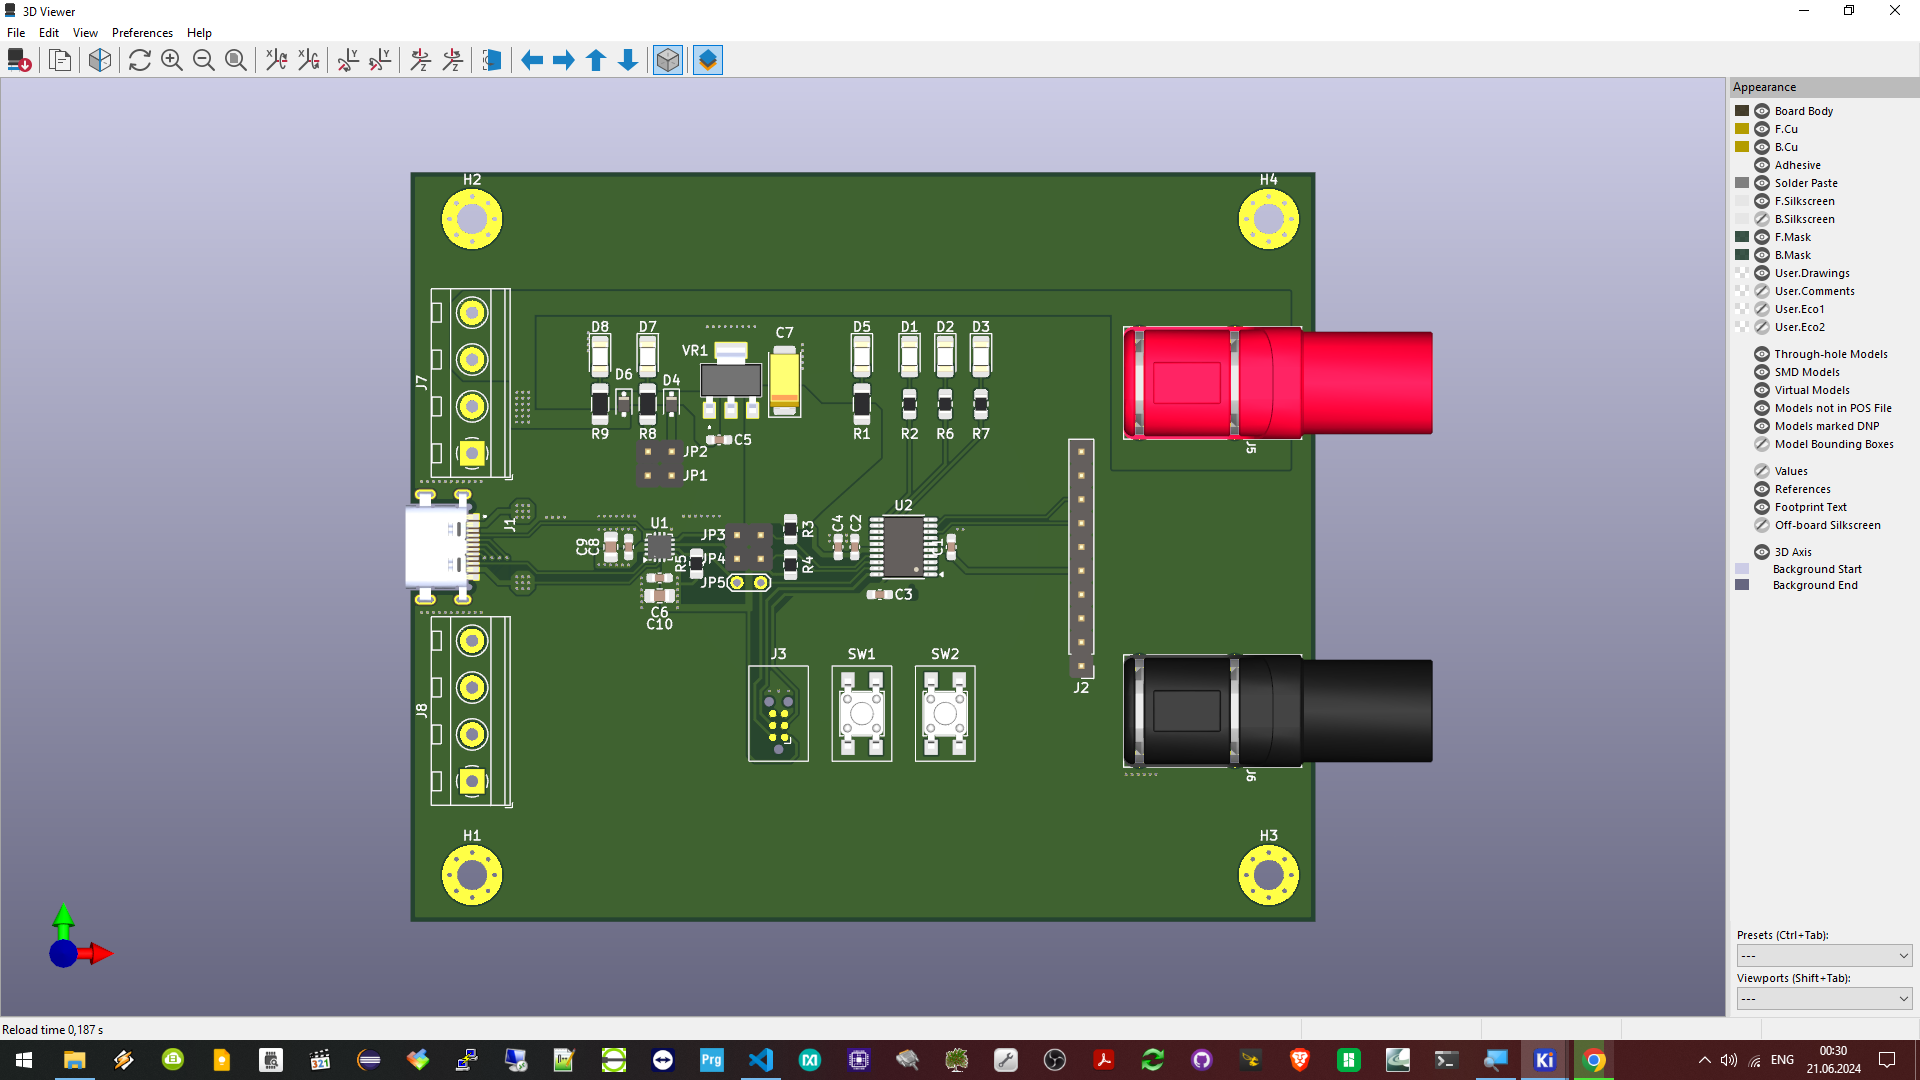 3D Viewer
File Edit View Preferences Help
Appearance
Board Body
F.Cu
B.Cu
Adhesive
Solder Paste
F.Silkscreen
B.Silkscreen
F.Mask
B.Mask
User.Drawings
User.Comments
User.Eco1
User.Eco2
Through-hole Models
SMD Models
Virtual Models
Models not in POS File
Models marked DNP
Model Bounding Boxes
Values
References
Footprint Text
Off-board Silkscreen
3D Axis
Background Start
Background End
Presets (Ctrl+Tab):
---
Viewports (Shift+Tab):
---
H2 H4
D8 D7 C7 D5 D1 D2 D3
VR1
D6 D4
J7
R9 R8 C5 R1 R2 R6 R7
J5
JP2
JP1
J1
U2
C9 C8 U1 JP3 R3 C4 C2 C1
R5 JP4 R4
JP5
C3
C6
C10
J3 SW1 SW2
J2
J8
J6
H1 H3
Reload time 0,187 s
321
Prg
Ki
ENG
00:30
21.06.2024